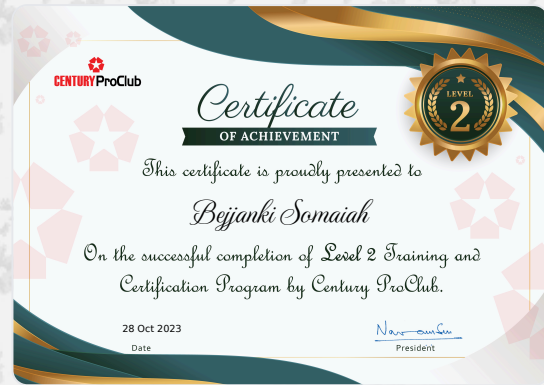 CENTURY ProClub
Certificate
OF ACHIEVEMENT
LEVEL
2
This certificate is proudly presented to
Bejjanki Somaiah
On the successful completion of Level 2 Training and
Certification Program by Century ProClub.
28 Oct 2023
Date
President